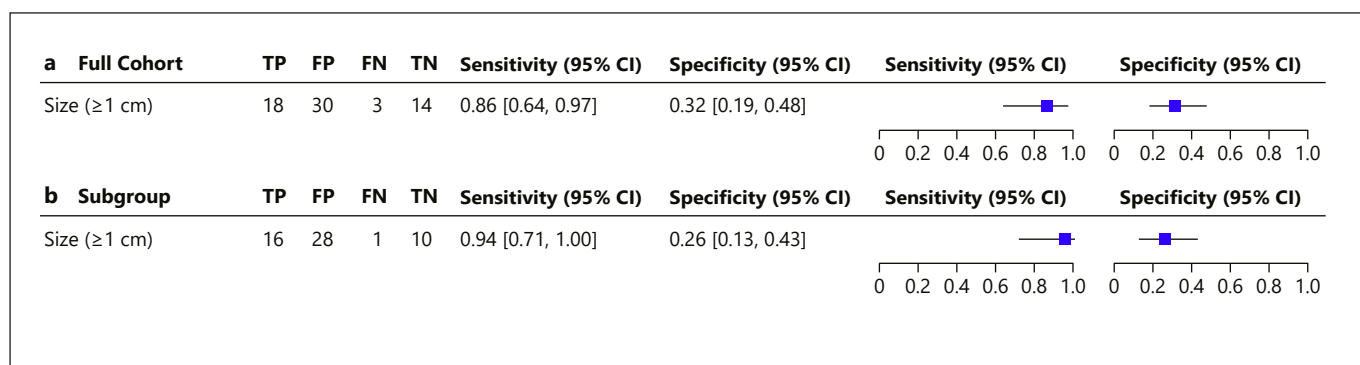 a Full Cohort TP FP FN TN Sensitivity (95% CI) Specificity (95% CI) Sensitivity (95% CI) Specificity (95% CI)
Size (≥1 cm) 18 30 3 14 0.86 [0.64, 0.97] 0.32 [0.19, 0.48]
0 0.2 0.4 0.6 0.8 1.0 0 0.2 0.4 0.6 0.8 1.0
b Subgroup TP FP FN TN Sensitivity (95% CI) Specificity (95% CI) Sensitivity (95% CI) Specificity (95% CI)
Size (≥1 cm) 16 28 1 10 0.94 [0.71, 1.00] 0.26 [0.13, 0.43]
0 0.2 0.4 0.6 0.8 1.0 0 0.2 0.4 0.6 0.8 1.0